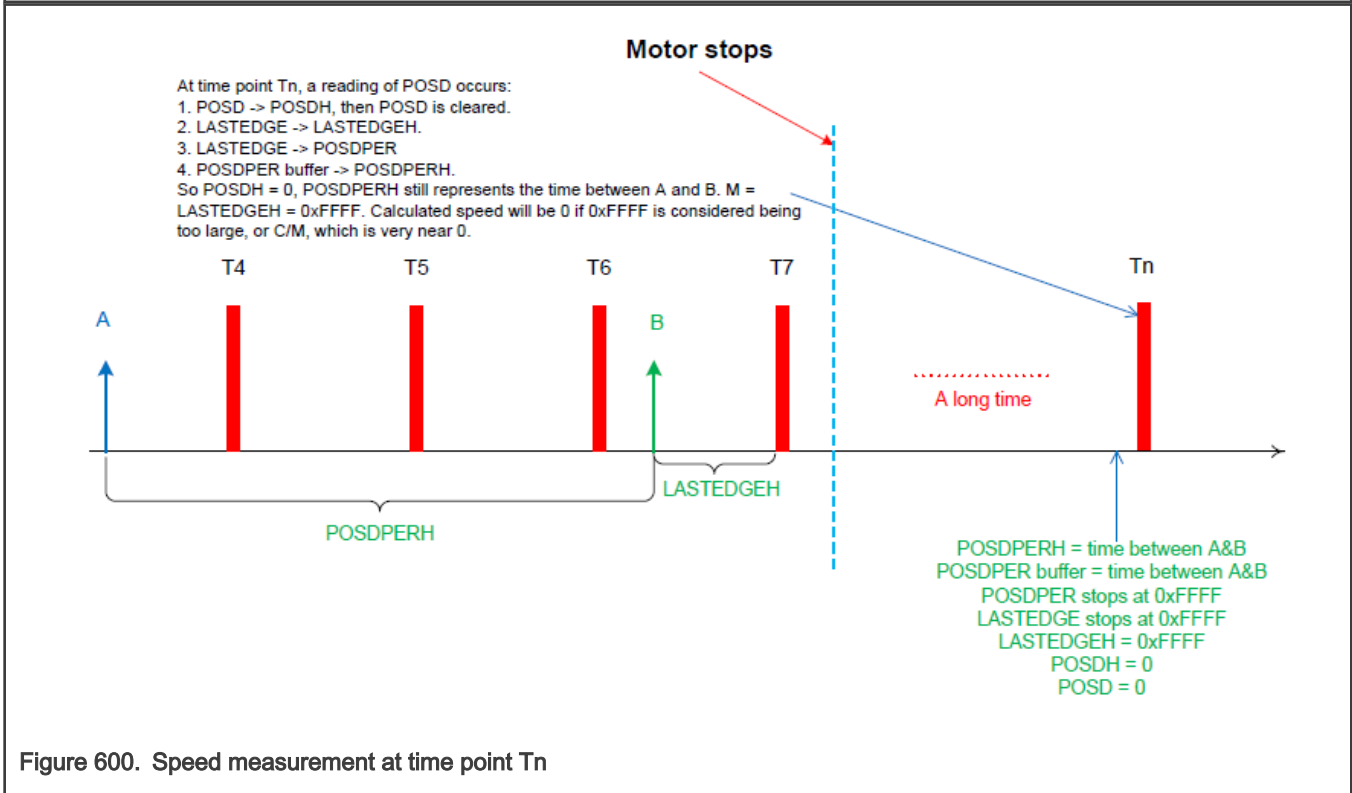 Motor stops
At time point Tn, a reading of POSD occurs:
1. POSD -> POSDH, then POSD is cleared.
2. LASTEDGE -> LASTEDGEH.
3. LASTEDGE -> POSDPER
4. POSDPER buffer -> POSDPERH.
So POSDH = 0, POSDPERH still represents the time between A and B. M =
LASTEDGEH = 0xFFFF. Calculated speed will be 0 if 0xFFFF is considered being
too large, or C/M, which is very near 0.
T4
T5
T6
T7
Tn
A
B
A long time
LASTEDGEH
POSDPERH
POSDPERH = time between A&B
POSDPER buffer = time between A&B
POSDPER stops at 0xFFFF
LASTEDGE stops at 0xFFFF
LASTEDGEH = 0xFFFF
POSDH = 0
POSD = 0
Figure 600. Speed measurement at time point Tn